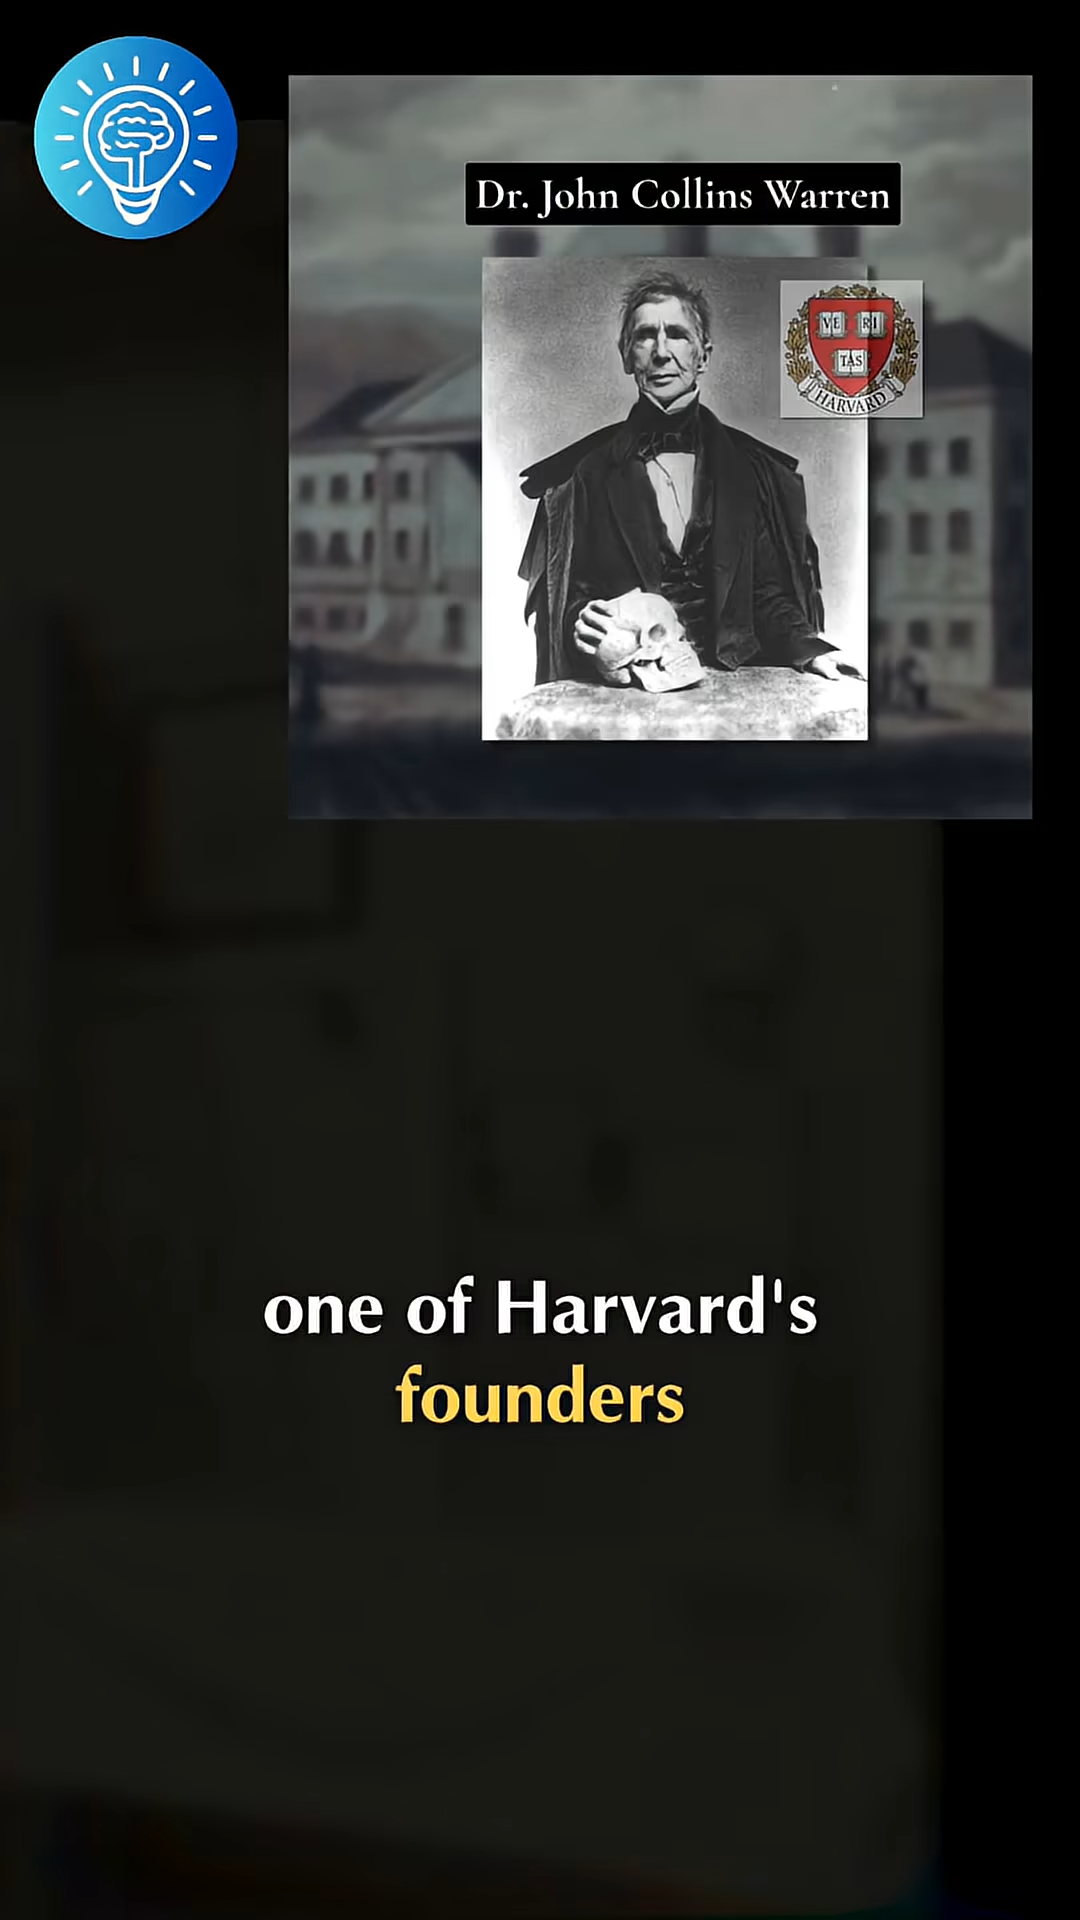 Dr. John Collins Warren
VE RI
TAS
HARVARD
one of Harvard's
founders